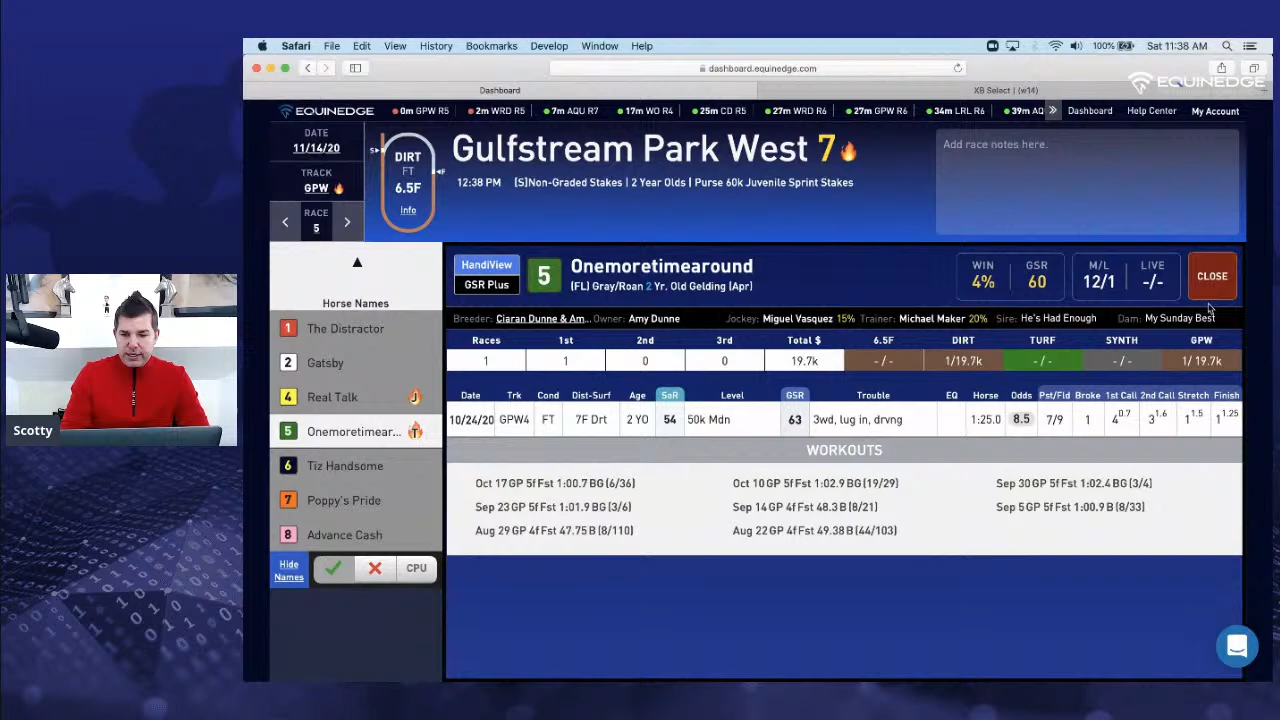 Safari File Edit View History Bookmarks Develop Window Help 100% Sat 11:38 AM
dashboard.equinedge.com
EQUINEDGE
Dashboard XB Select | (w14)
EQUINEDGE 0m GPW R5 2m WRD R5 7m AQU R7 17m WO R4 25m CD R5 27m WRD R6 27m GPW R6 34m LRL R6 39m AQ » Dashboard Help Center My Account
DATE
11/14/20
TRACK
GPW
RACE
5
S
DIRT
FT
6.5F
Info
F
Gulfstream Park West 7
12:38 PM [S]Non-Graded Stakes | 2 Year Olds | Purse 60k Juvenile Sprint Stakes
Add race notes here.
Horse Names
1 The Distractor
2 Gatsby
4 Real Talk J
5 Onemoretimear... T
6 Tiz Handsome
7 Poppy's Pride
8 Advance Cash
Hide
Names
CPU
HandiView
GSR Plus
5 Onemoretimearound
(FL) Gray/Roan 2 Yr. Old Gelding (Apr)
WIN GSR M/L LIVE
4% 60 12/1 -/-
CLOSE
Breeder: Ciaran Dunne & Am... Owner: Amy Dunne Jockey: Miguel Vasquez 15% Trainer: Michael Maker 20% Sire: He's Had Enough Dam: My Sunday Best
Races 1st 2nd 3rd Total $ 6.5F DIRT TURF SYNTH GPW
1 1 0 0 19.7k -/- 1/19.7k -/- -/- 1/ 19.7k
Date Trk Cond Dist-Surf Age SoR Level GSR Trouble EQ Horse Odds Pst/Fld Broke 1st Call 2nd Call Stretch Finish
10/24/20 GPW4 FT 7F Drt 2 YO 54 50k Mdn 63 3wd, lug in, drvng 1:25.0 8.5 7/9 1 4 0.7 3 1.6 1 1.5 1 1.25
WORKOUTS
Oct 17 GP 5f Fst 1:00.7 BG (6/36) Oct 10 GP 5f Fst 1:02.9 BG (19/29) Sep 30 GP 5f Fst 1:02.4 BG (3/4)
Sep 23 GP 5f Fst 1:01.9 BG (3/6) Sep 14 GP 4f Fst 48.3 B (8/21) Sep 5 GP 5f Fst 1:00.9 B (8/33)
Aug 29 GP 4f Fst 47.75 B (8/110) Aug 22 GP 4f Fst 49.38 B (44/103)
Scotty